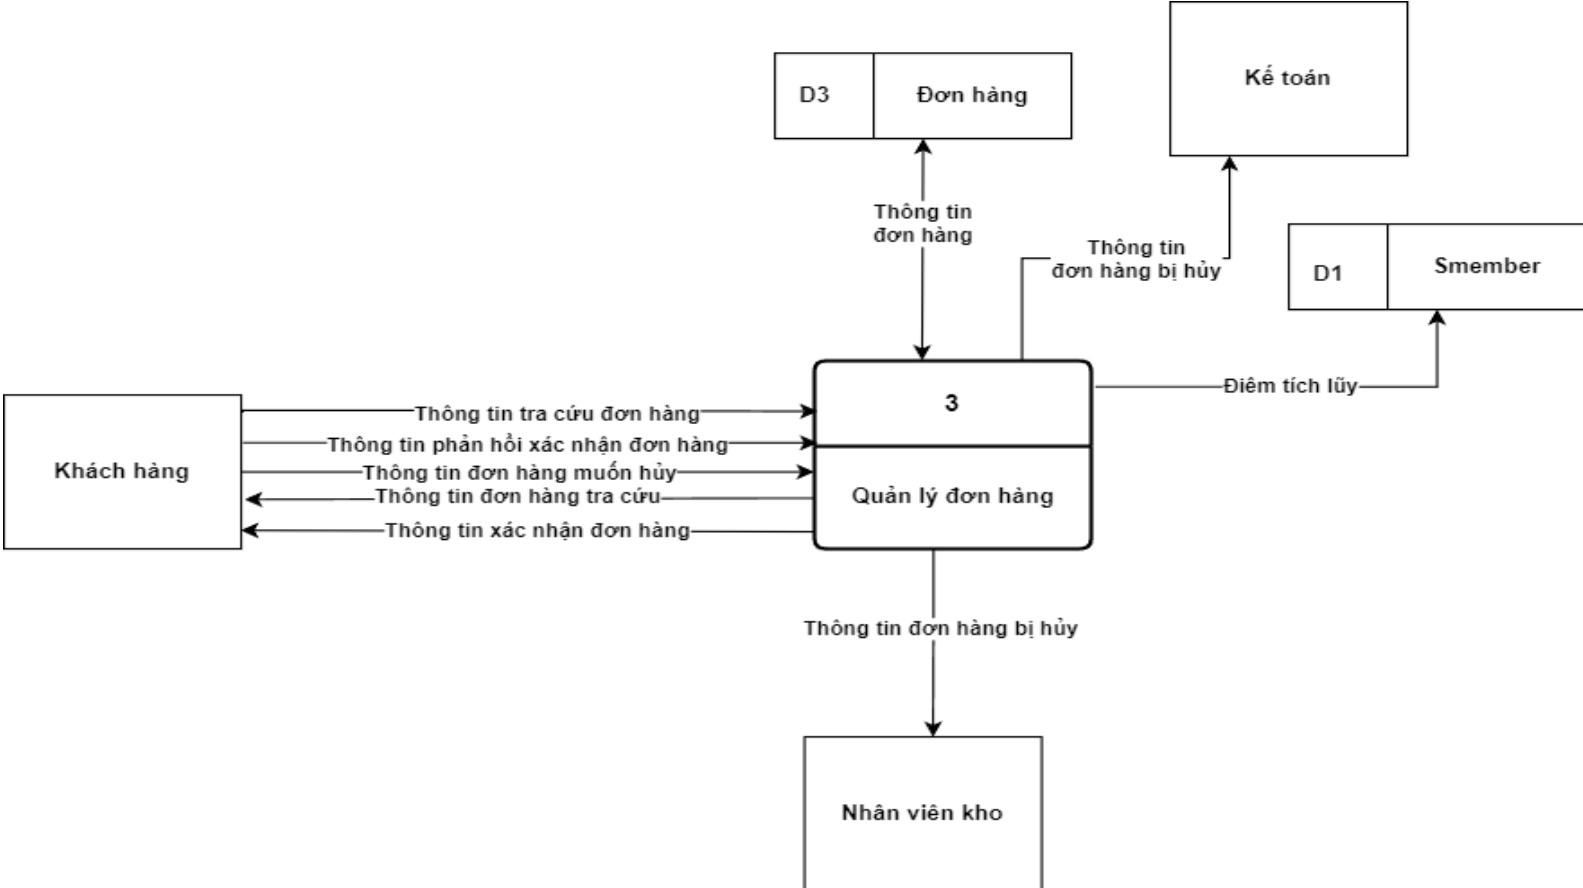 Kế toán
D3
Đơn hàng
Thông tin
đơn hàng
Thông tin
đơn hàng bị hủy
D1
Smember
Điêm tích lũy
3
Quản lý đơn hàng
Khách hàng
Thông tin tra cứu đơn hàng
Thông tin phản hồi xác nhận đơn hàng
Thông tin đơn hàng muốn hủy
Thông tin đơn hàng tra cứu
Thông tin xác nhận đơn hàng
Thông tin đơn hàng bị hủy
Nhân viên kho